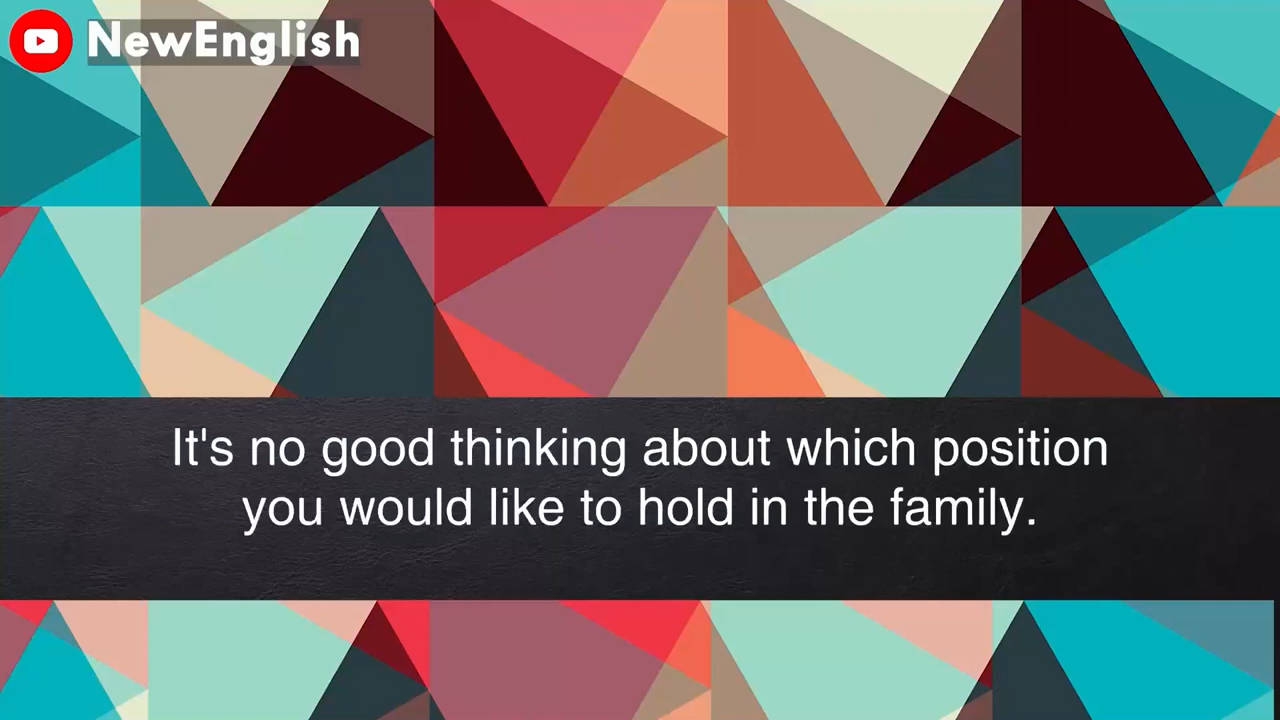 NewEnglish
It's no good thinking about which position
you would like to hold in the family.